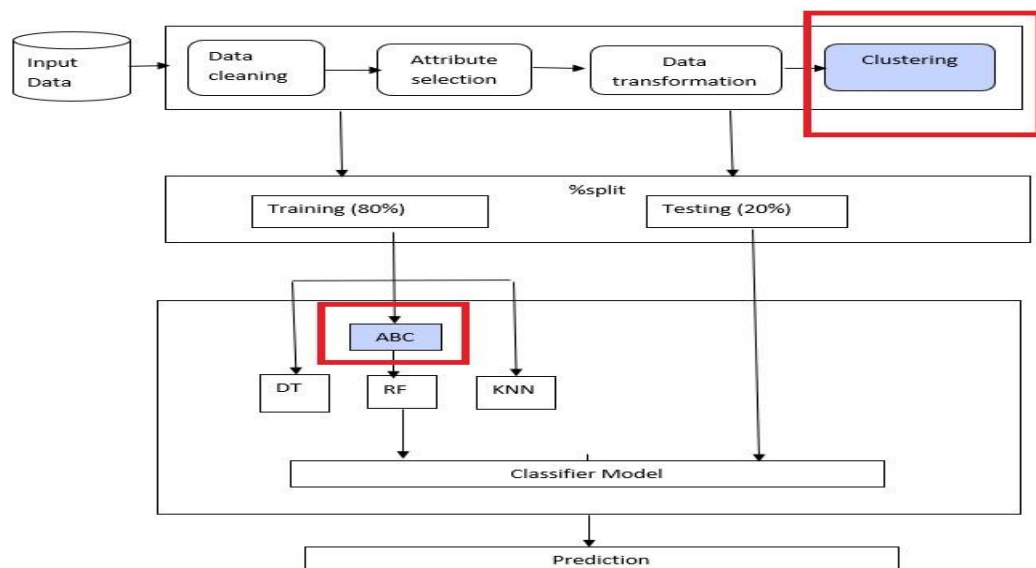 Input
Data
Data
cleaning
Attribute
selection
Data
transformation
Clustering
%split
Training (80%)
Testing (20%)
ABC
DT
RF
KNN
Classifier Model
Prediction